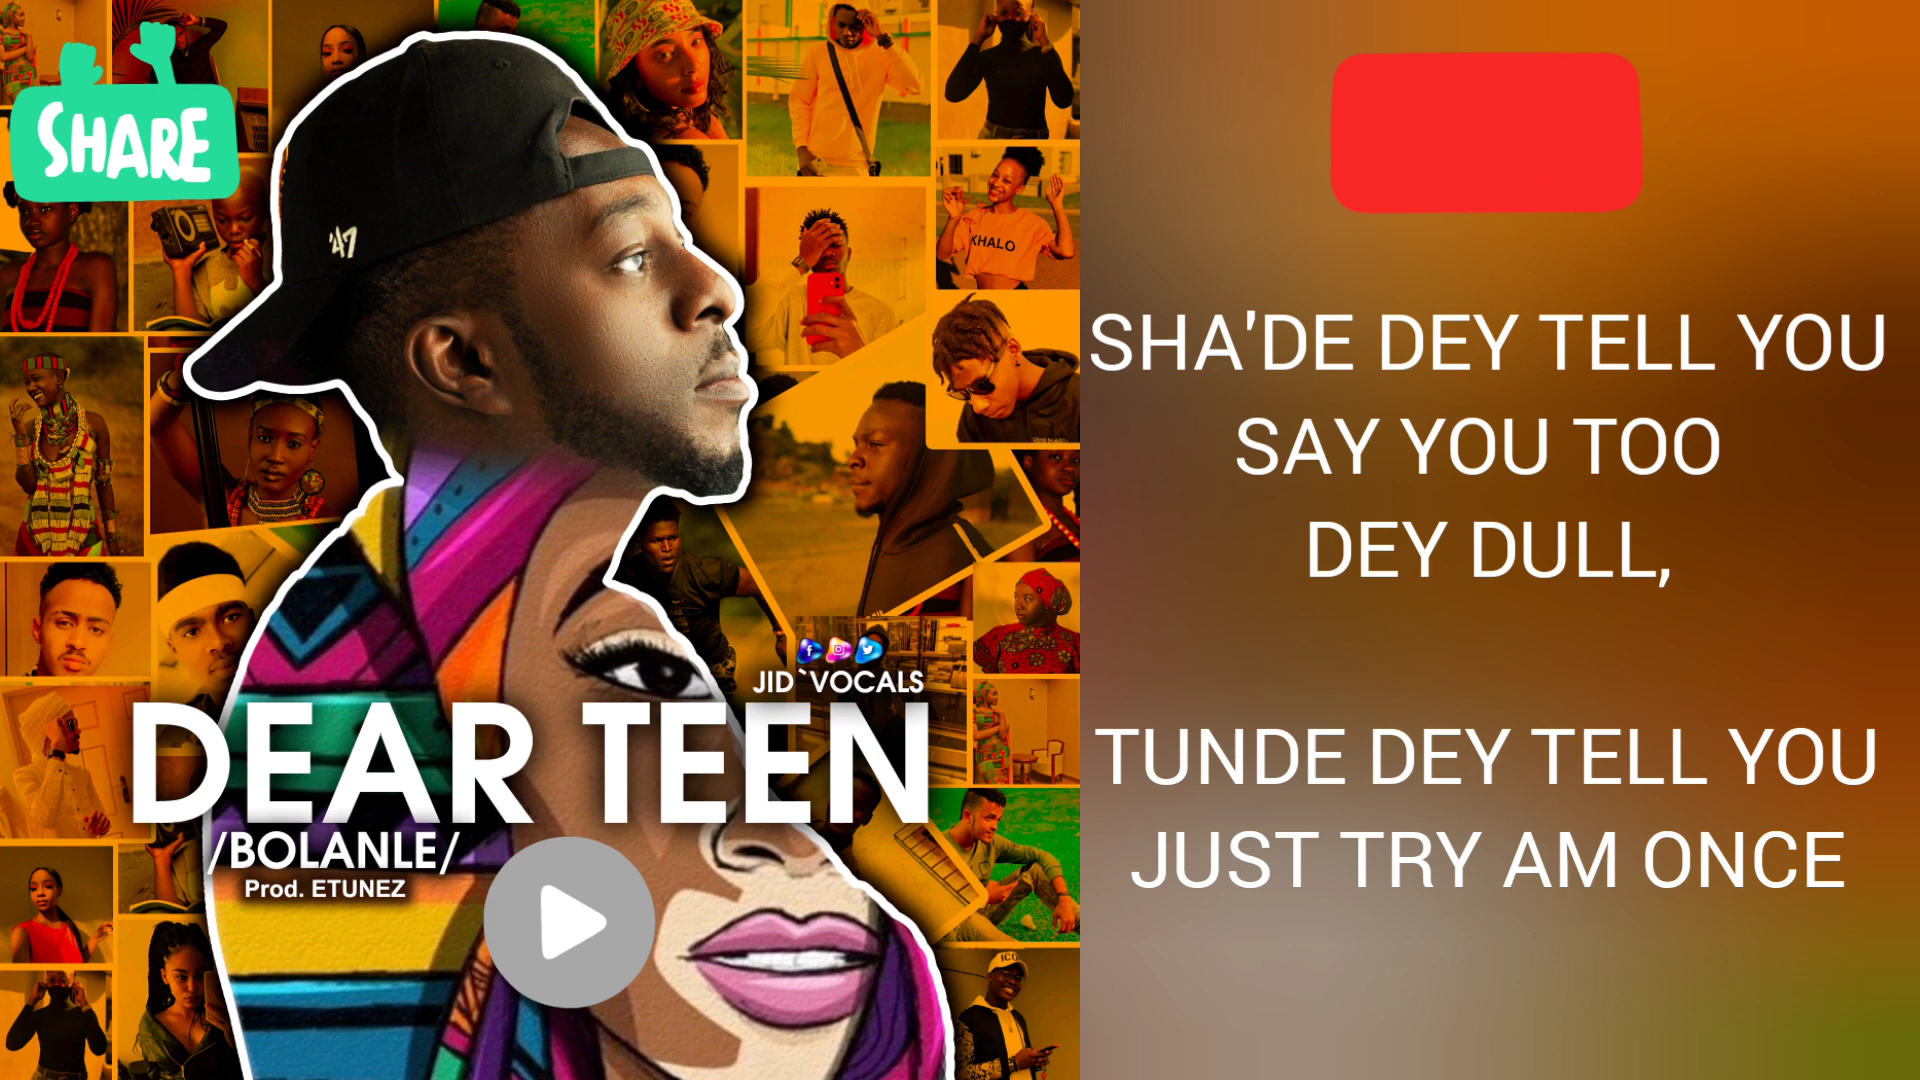 SHARE
'47
KHALO
JID`VOCALS
DEAR TEEN
/BOLANLE/
Prod. ETUNEZ
ICO
SHA'DE DEY TELL YOU
SAY YOU TOO
DEY DULL,
TUNDE DEY TELL YOU
JUST TRY AM ONCE